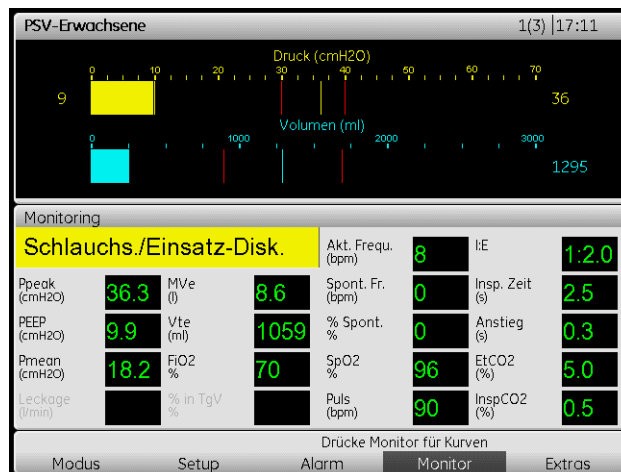 PSV-Erwachsene 1(3) 17:11
Druck (cmH2O)
0 10 20 30 40 50 60 70
9 36
Volumen (ml)
0 1000 2000 3000
1295
Monitoring
Schlauchs./Einsatz-Disk.
Akt. Frequ. (bpm) 8 I:E 1:2.0
Ppeak (cmH2O) 36.3 MVe (l) 8.6 Spont. Fr. (bpm) 0 Insp. Zeit (s) 2.5
PEEP (cmH2O) 9.9 Vte (ml) 1059 % Spont. % 0 Anstieg (s) 0.3
Pmean (cmH2O) 18.2 FiO2 % 70 SpO2 % 96 EtCO2 (%) 5.0
Leckage (l/min) % in TgV % Puls (bpm) 90 InspCO2 (%) 0.5
Drücke Monitor für Kurven
Modus Setup Alarm Monitor Extras